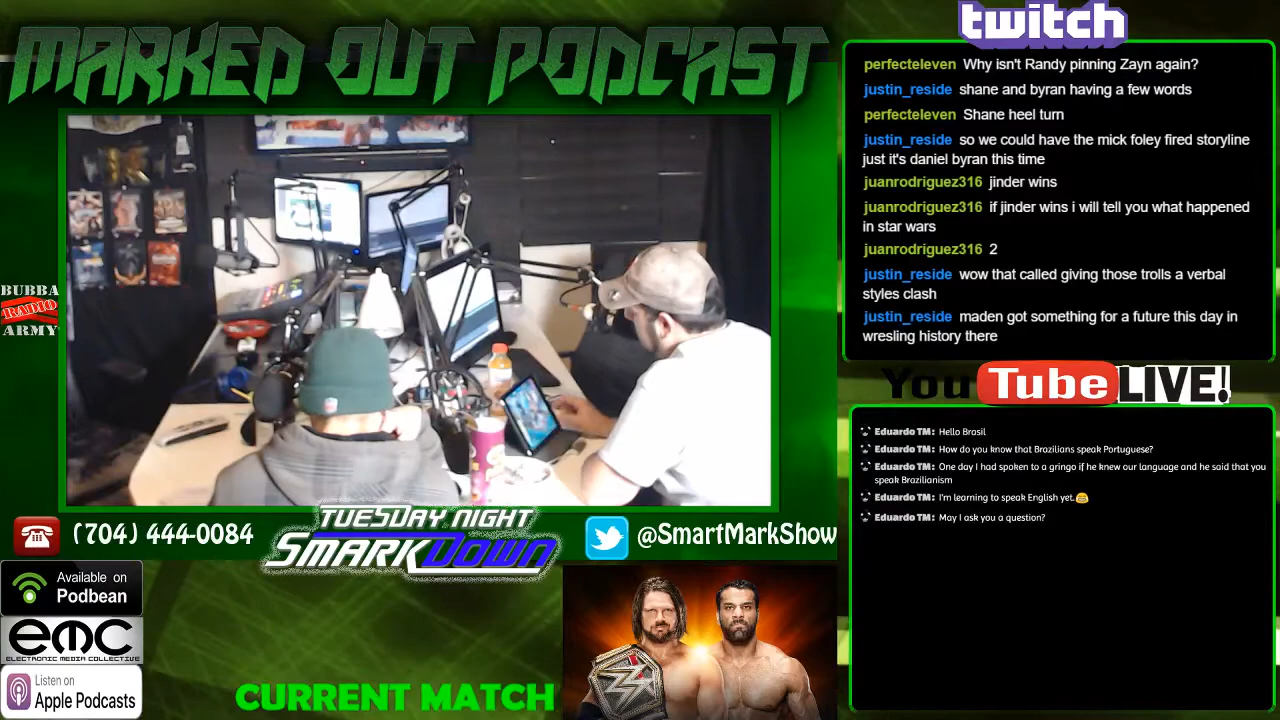 MARKED OUT PODCAST
twitch
perfecteleven Why isn't Randy pinning Zayn again?
justin_reside shane and byran having a few words
perfecteleven Shane heel turn
justin_reside so we could have the mick foley fired storyline
just it's daniel byran this time
juanrodriguez316 jinder wins
juanrodriguez316 if jinder wins i will tell you what happened
in star wars
juanrodriguez316 2
justin_reside wow that called giving those trolls a verbal
styles clash
justin_reside maden got something for a future this day in
wresling history there
BUBBA
RADIO
ARMY
YouTube LIVE!
Eduardo TM: Hello Brasil
Eduardo TM: How do you know that Brazilians speak Portuguese?
Eduardo TM: One day I had spoken to a gringo if he knew our language and he said that you
speak Brazilianism
Eduardo TM: I'm learning to speak English yet.😂
Eduardo TM: May I ask you a question?
(704) 444-0084
TUESDAY NIGHT
SMARKDOWN
@SmartMarkShow
Available on
Podbean
emc
ELECTRONIC MEDIA COLLECTIVE
Listen on
Apple Podcasts
CURRENT MATCH